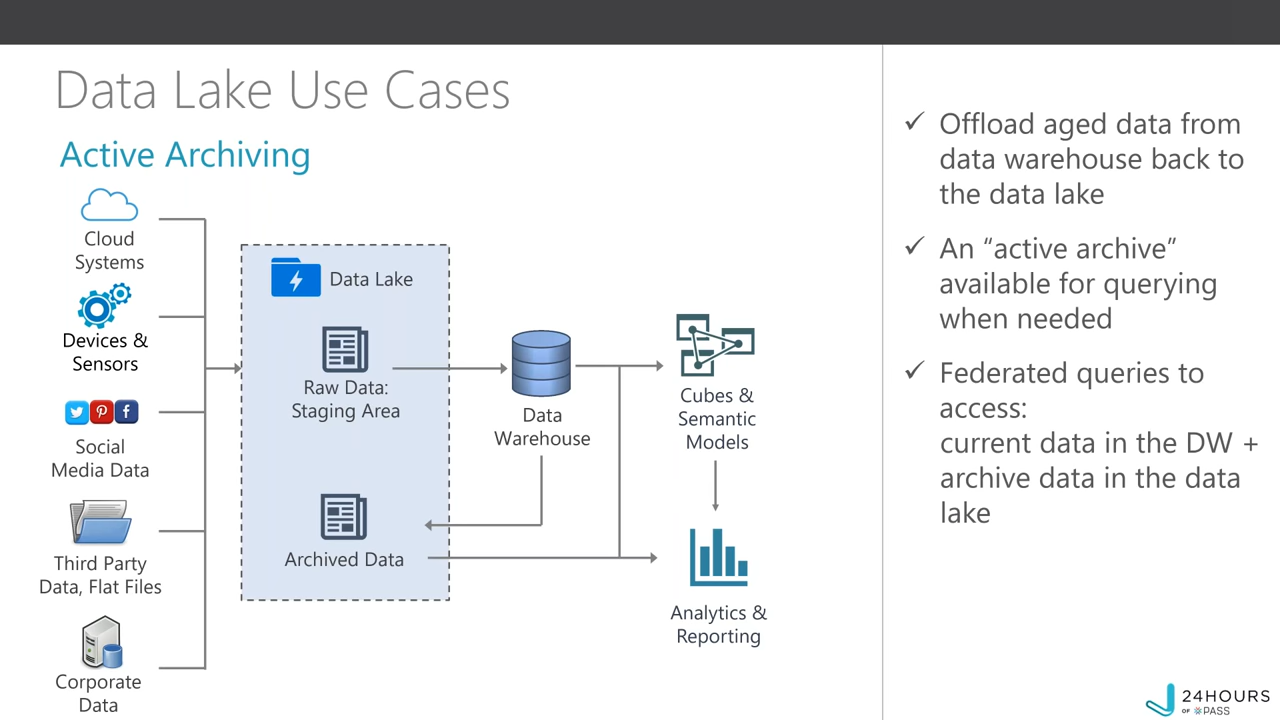 Data Lake Use Cases
Active Archiving
Cloud
Systems
Devices &
Sensors
Social
Media Data
Third Party
Data, Flat Files
Corporate
Data
Data Lake
Raw Data:
Staging Area
Archived Data
Data
Warehouse
Cubes &
Semantic
Models
Analytics &
Reporting
✓ Offload aged data from
data warehouse back to
the data lake
✓ An “active archive”
available for querying
when needed
✓ Federated queries to
access:
current data in the DW +
archive data in the data
lake
24HOURS
OF PASS